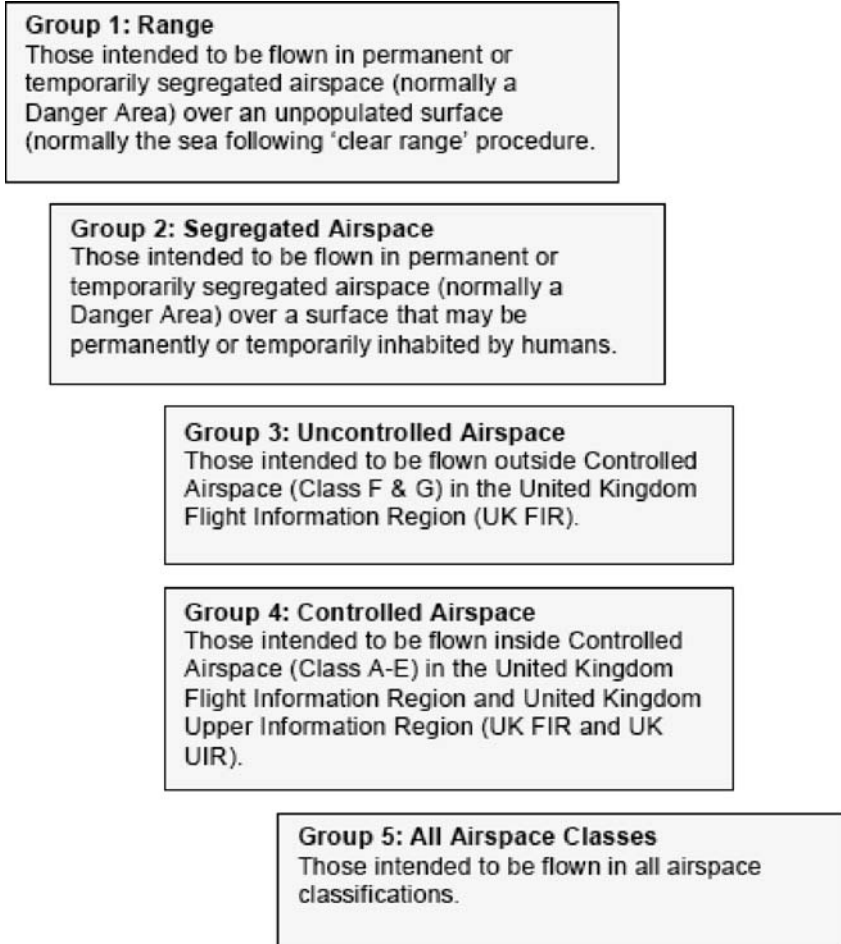 Group 1: Range
Those intended to be flown in permanent or
temporarily segregated airspace (normally a
Danger Area) over an unpopulated surface
(normally the sea following ‘clear range’ procedure.
Group 2: Segregated Airspace
Those intended to be flown in permanent or
temporarily segregated airspace (normally a
Danger Area) over a surface that may be
permanently or temporarily inhabited by humans.
Group 3: Uncontrolled Airspace
Those intended to be flown outside Controlled
Airspace (Class F & G) in the United Kingdom
Flight Information Region (UK FIR).
Group 4: Controlled Airspace
Those intended to be flown inside Controlled
Airspace (Class A-E) in the United Kingdom
Flight Information Region and United Kingdom
Upper Information Region (UK FIR and UK
UIR).
Group 5: All Airspace Classes
Those intended to be flown in all airspace
classifications.